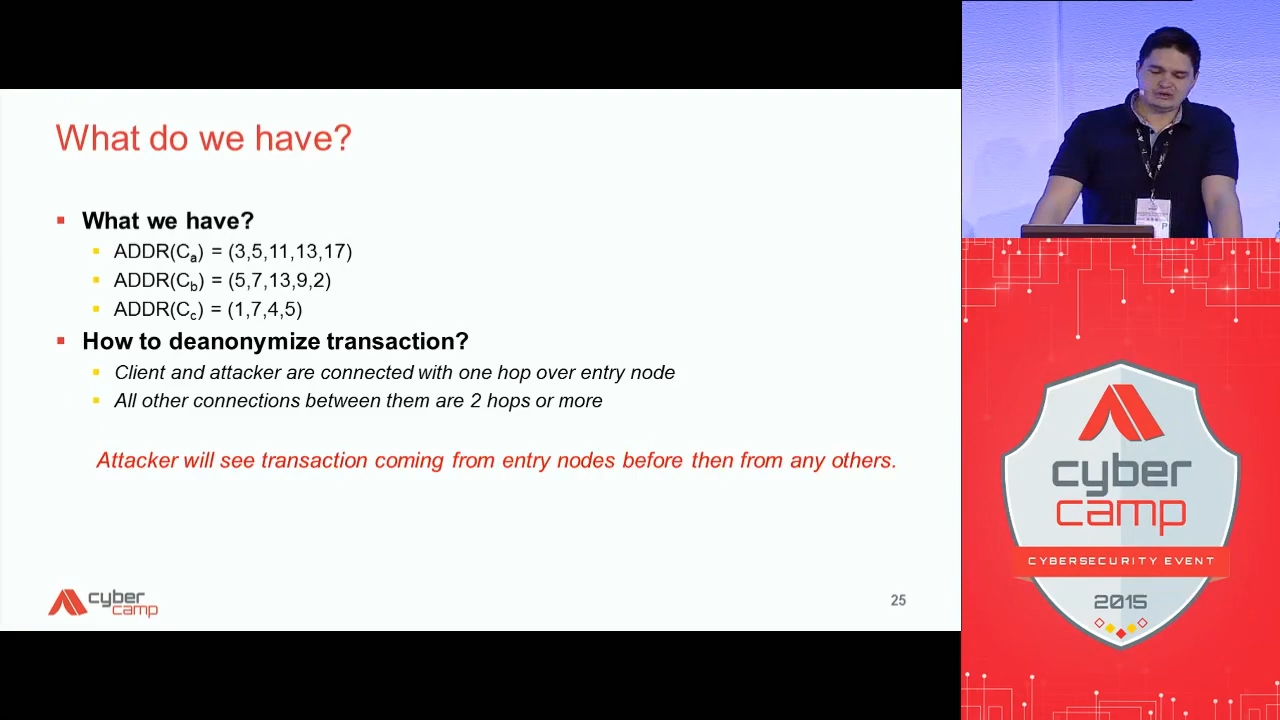 What do we have?
What we have?
ADDR(Ca) = (3,5,11,13,17)
ADDR(Cb) = (5,7,13,9,2)
ADDR(Cc) = (1,7,4,5)
How to deanonymize transaction?
Client and attacker are connected with one hop over entry node
All other connections between them are 2 hops or more
Attacker will see transaction coming from entry nodes before then from any others.
cyber
camp
25
P
cyber
camp
CYBERSECURITY EVENT
2015